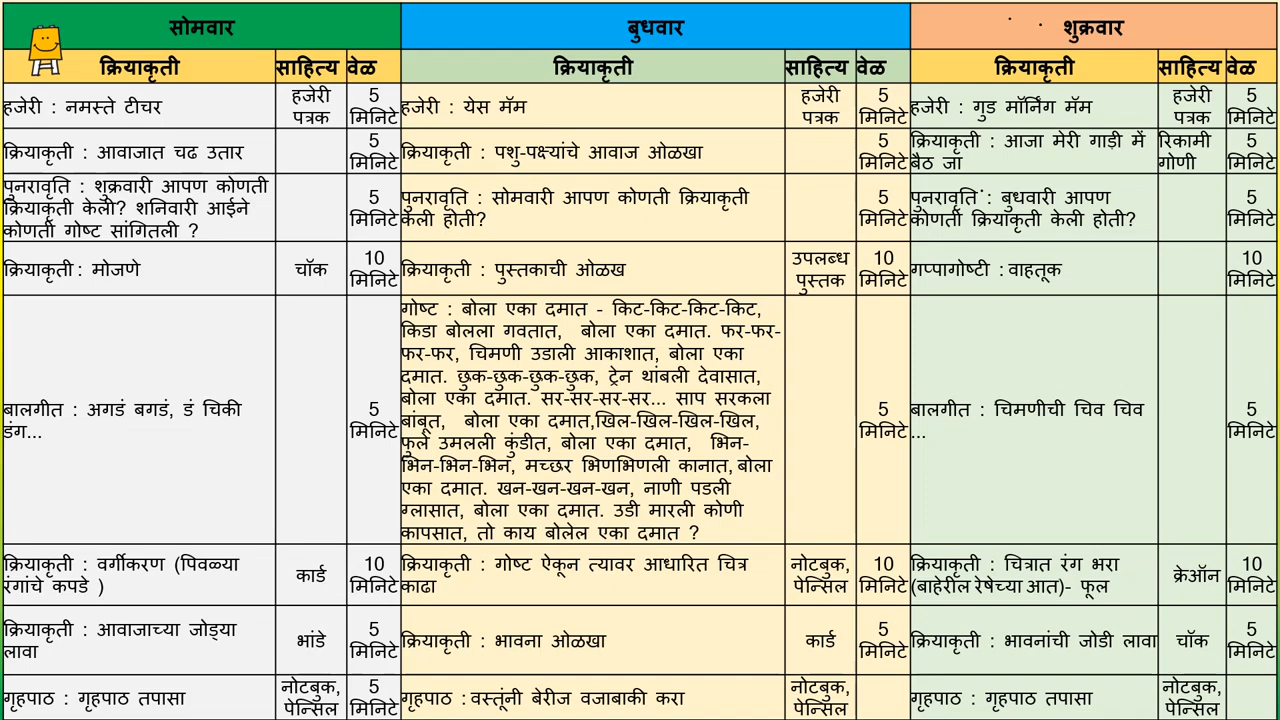 सोमवार
बुधवार
शुक्रवार
क्रियाकृती
साहित्य
वेळ
क्रियाकृती
साहित्य
वेळ
क्रियाकृती
साहित्य
वेळ
हजेरी : नमस्ते टीचर
हजेरी
पत्रक
5
मिनिटे
हजेरी : येस मॅम
हजेरी
पत्रक
5
मिनिटे
हजेरी : गुड मॉर्निंग मॅम
हजेरी
पत्रक
5
मिनिटे
क्रियाकृती : आवाजात चढ उतार
5
मिनिटे
क्रियाकृती : पशु-पक्ष्यांचे आवाज ओळखा
5
मिनिटे
क्रियाकृती : आजा मेरी गाड़ी में
बैठ जा
रिकामी
गोणी
5
मिनिटे
पुनरावृति : शुक्रवारी आपण कोणती
क्रियाकृती केली? शनिवारी आईने
कोणती गोष्ट सांगितली ?
5
मिनिटे
पुनरावृति : सोमवारी आपण कोणती क्रियाकृती
केली होती?
5
मिनिटे
पुनरावृति : बुधवारी आपण
कोणती क्रियाकृती केली होती?
5
मिनिटे
क्रियाकृती : मोजणे
चॉक
10
मिनिटे
क्रियाकृती : पुस्तकाची ओळख
उपलब्ध
पुस्तक
10
मिनिटे
गप्पागोष्टी : वाहतूक
10
मिनिटे
बालगीत : अगडं बगडं, डं चिकी
डंग...
5
मिनिटे
गोष्ट : बोला एका दमात - किट-किट-किट-किट,
किडा बोलला गवतात, बोला एका दमात. फर-फर-
फर-फर, चिमणी उडाली आकाशात, बोला एका
दमात. छुक-छुक-छुक-छुक, ट्रेन थांबली देवासात,
बोला एका दमात. सर-सर-सर-सर... साप सरकला
बांबूत, बोला एका दमात,खिल-खिल-खिल-खिल,
फुले उमलली कुंडीत, बोला एका दमात, भिन-
भिन-भिन-भिन, मच्छर भिणभिणली कानात, बोला
एका दमात. खन-खन-खन-खन, नाणी पडली
ग्लासात, बोला एका दमात. उडी मारली कोणी
कापसात, तो काय बोलेल एका दमात ?
5
मिनिटे
बालगीत : चिमणीची चिव चिव
...
5
मिनिटे
क्रियाकृती : वर्गीकरण (पिवळ्या
रंगांचे कपडे )
कार्ड
10
मिनिटे
क्रियाकृती : गोष्ट ऐकून त्यावर आधारित चित्र
काढा
नोटबुक,
पेन्सिल
10
मिनिटे
क्रियाकृती : चित्रात रंग भरा
(बाहेरील रेषेच्या आत)- फूल
क्रेऑन
10
मिनिटे
क्रियाकृती : आवाजाच्या जोड्या
लावा
भांडे
5
मिनिटे
क्रियाकृती : भावना ओळखा
कार्ड
5
मिनिटे
क्रियाकृती : भावनांची जोडी लावा
चॉक
5
मिनिटे
गृहपाठ : गृहपाठ तपासा
नोटबुक,
पेन्सिल
5
मिनिटे
गृहपाठ : वस्तूंनी बेरीज वजाबाकी करा
नोटबुक,
पेन्सिल
गृहपाठ : गृहपाठ तपासा
नोटबुक,
पेन्सिल